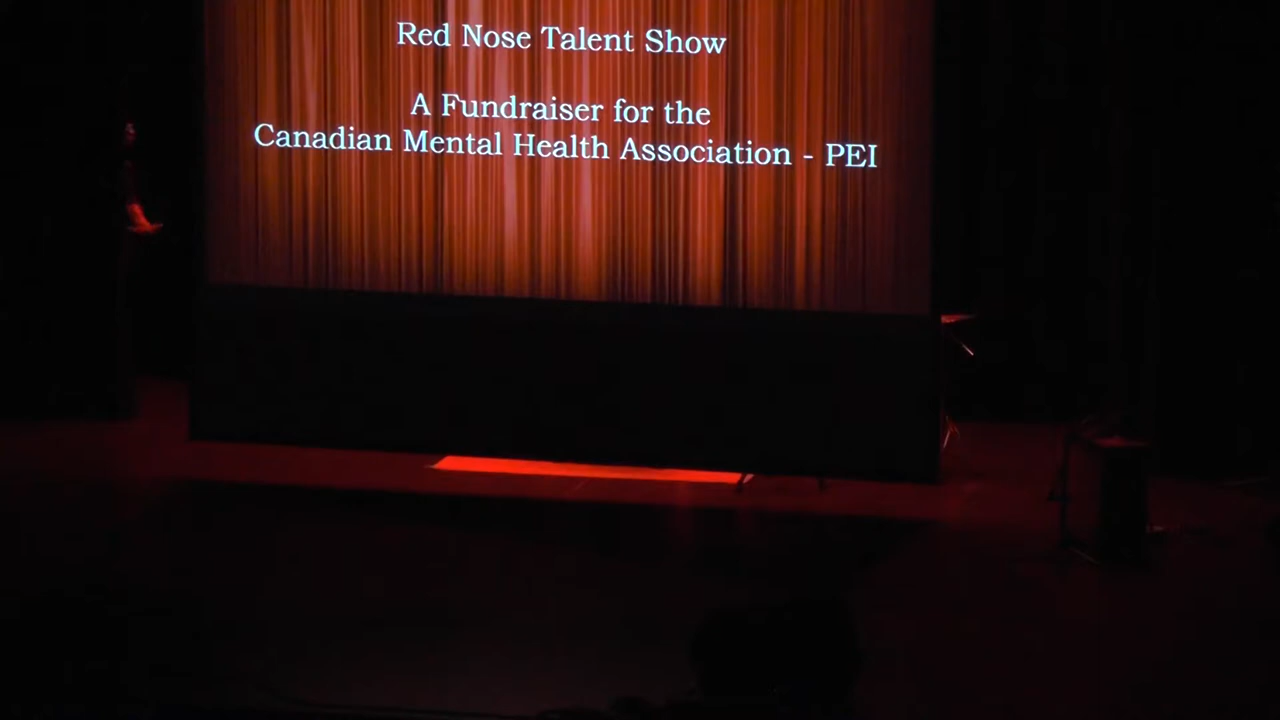 Red Nose Talent Show
A Fundraiser for the
Canadian Mental Health Association - PEI